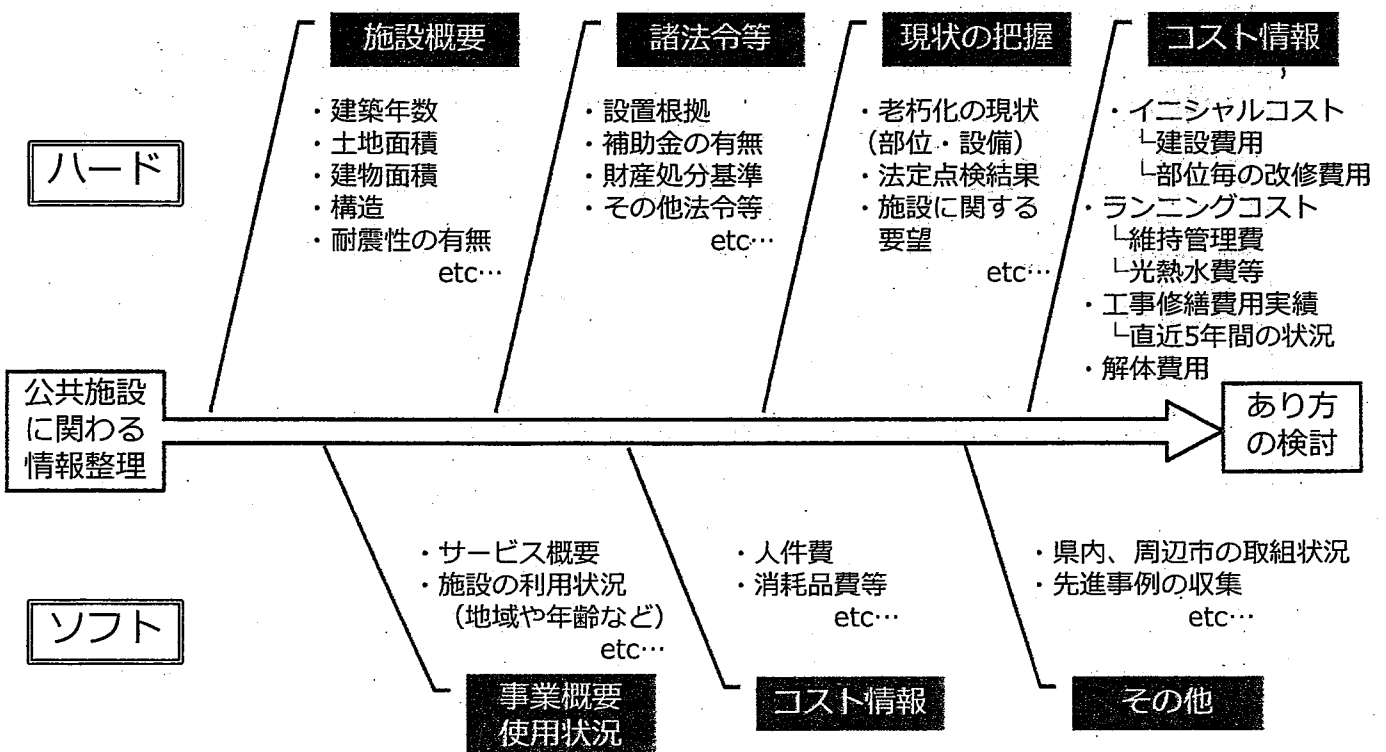 施設概要
・建築年数
・土地面積
・建物面積
・構造
・耐震性の有無
etc…
諸法令等
・設置根拠
・補助金の有無
・財産処分基準
・その他法令等
etc…
現状の把握
・老朽化の現状
（部位・設備）
・法定点検結果
・施設に関する
要望
etc…
コスト情報
・イニシャルコスト
└建設費用
└部位毎の改修費用
・ランニングコスト
└維持管理費
└光熱水費等
・工事修繕費用実績
└直近5年間の状況
・解体費用
ハード
公共施設
に関わる
情報整理
あり方
の検討
ソフト
・サービス概要
・施設の利用状況
（地域や年齢など）
etc…
事業概要
使用状況
・人件費
・消耗品費等
etc…
コスト情報
・県内、周辺市の取組状況
・先進事例の収集
etc…
その他